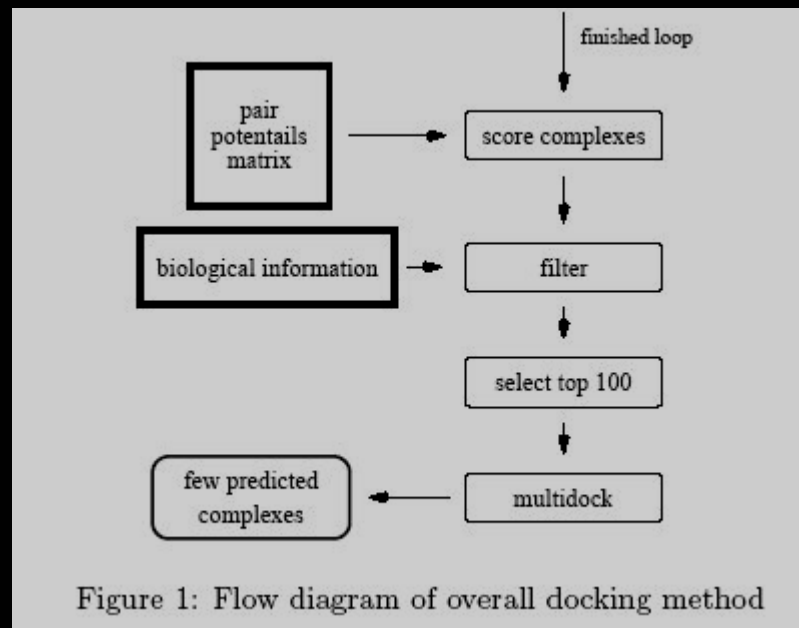 finished loop
pair
potentails
matrix
score complexes
biological information
filter
select top 100
few predicted
complexes
multidock
Figure 1: Flow diagram of overall docking method